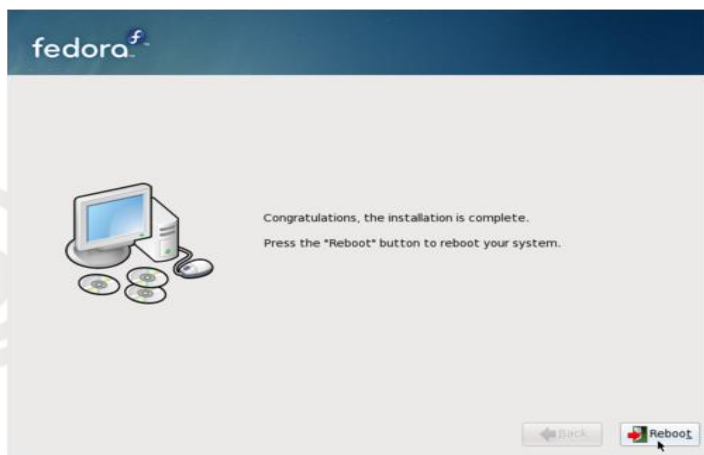 fedora
Congratulations, the installation is complete.
Press the "Reboot" button to reboot your system.
Back
Reboot